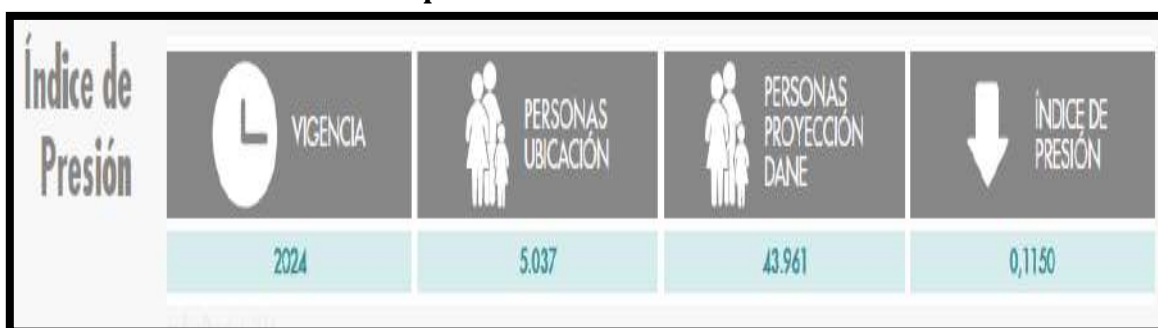 Índice de
Presión
VIGENCIA
PERSONAS
UBICACIÓN
PERSONAS
PROYECCIÓN
DANE
ÍNDICE DE
PRESIÓN
2024
5.037
43.961
0,1150